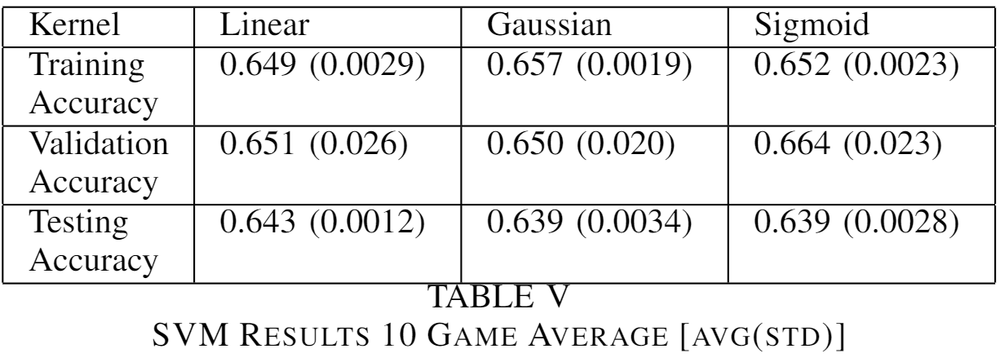 Kernel Linear Gaussian Sigmoid
Training Accuracy 0.649 (0.0029) 0.657 (0.0019) 0.652 (0.0023)
Validation Accuracy 0.651 (0.026) 0.650 (0.020) 0.664 (0.023)
Testing Accuracy 0.643 (0.0012) 0.639 (0.0034) 0.639 (0.0028)
TABLE V
SVM RESULTS 10 GAME AVERAGE [AVG(STD)]